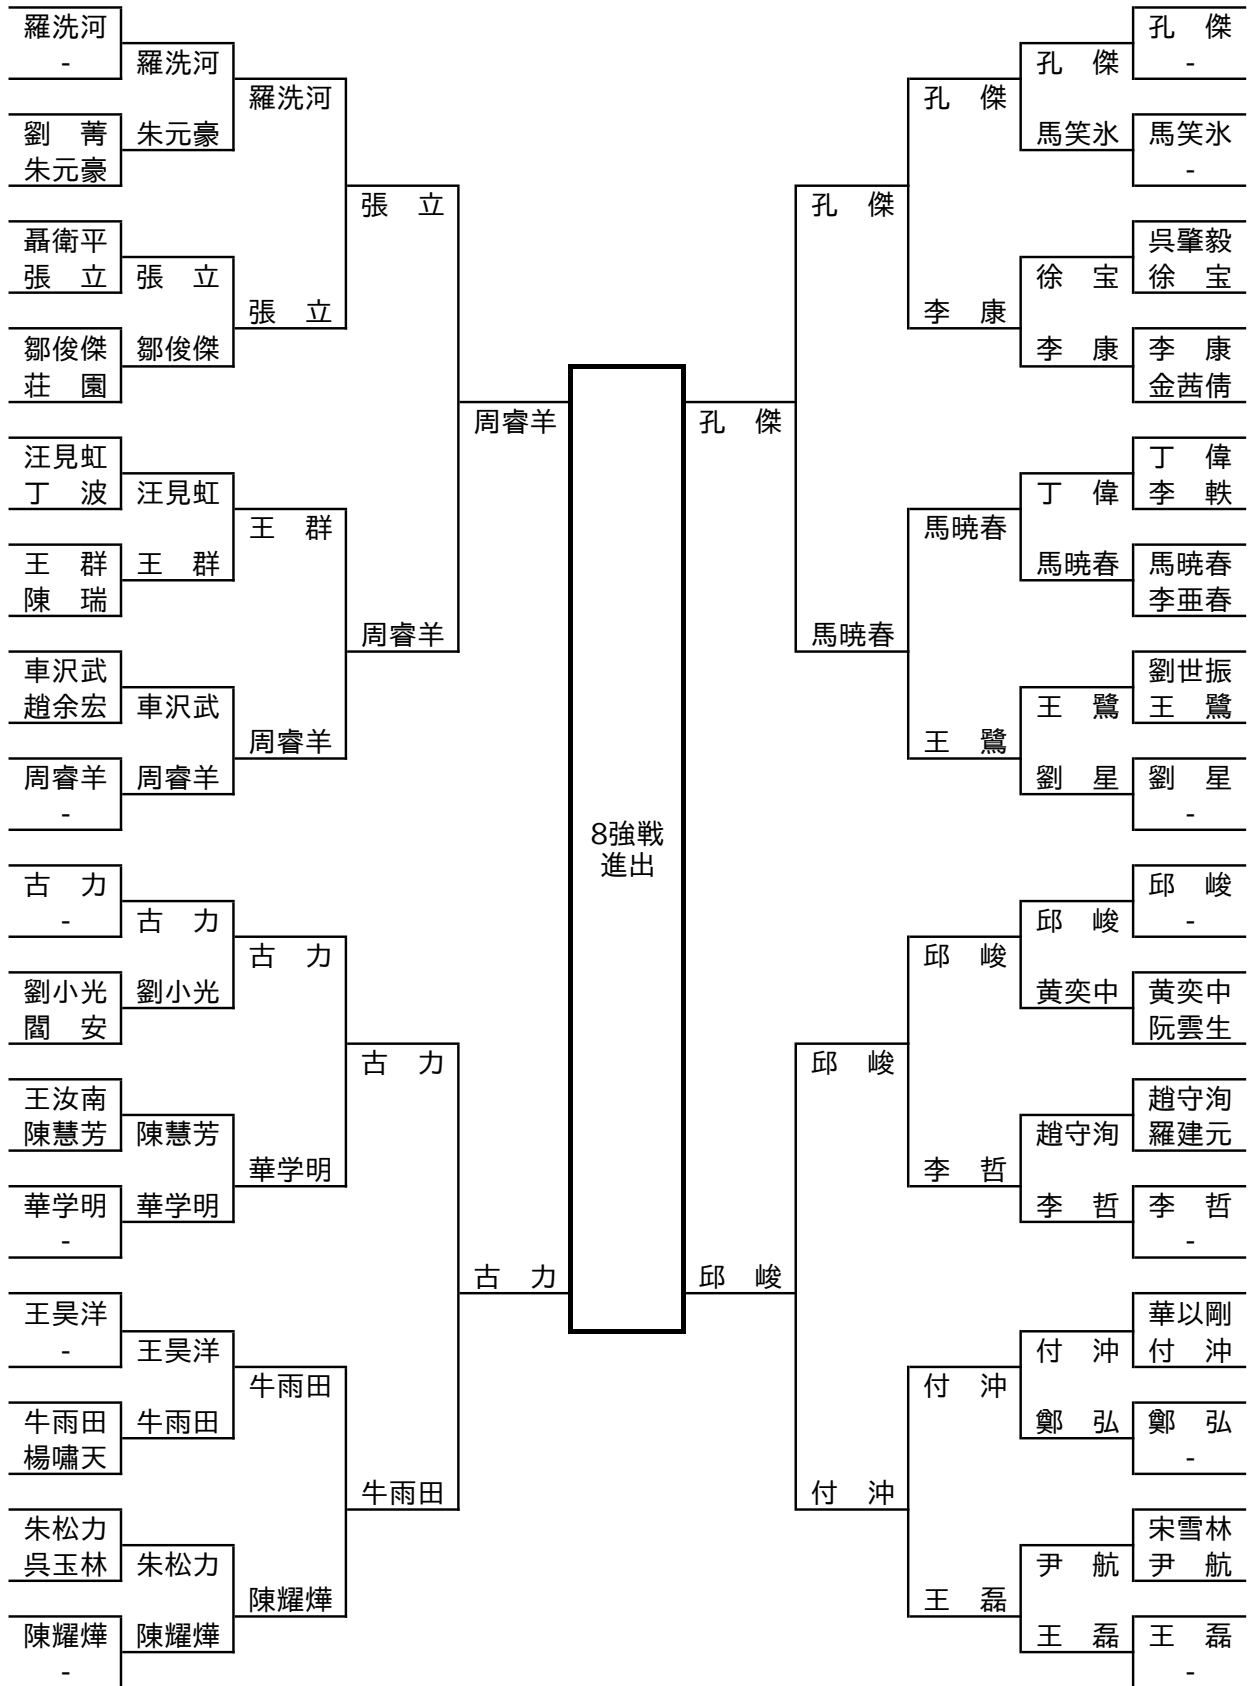 羅洗河
-
劉　菁
朱元豪
聶衛平
張　立
鄒俊傑
荘　園
汪見虹
丁　波
王　群
陳　瑞
車沢武
趙余宏
周睿羊
-
古　力
-
劉小光
閻　安
王汝南
陳慧芳
華学明
-
王昊洋
-
牛雨田
楊嘯天
朱松力
呉玉林
陳耀燁
-
羅洗河
朱元豪
張　立
鄒俊傑
汪見虹
王　群
車沢武
周睿羊
古　力
劉小光
陳慧芳
華学明
王昊洋
牛雨田
朱松力
陳耀燁
羅洗河
張　立
王　群
周睿羊
古　力
華学明
牛雨田
陳耀燁
張　立
周睿羊
古　力
牛雨田
周睿羊
古　力
8強戦
進出
孔　傑
邱　峻
孔　傑
馬暁春
邱　峻
付　沖
孔　傑
李　康
馬暁春
王　鷺
邱　峻
李　哲
付　沖
王　磊
孔　傑
馬笑氷
徐　宝
李　康
丁　偉
馬暁春
王　鷺
劉　星
邱　峻
黄奕中
趙守洵
李　哲
付　沖
鄭　弘
尹　航
王　磊
孔　傑
-
馬笑氷
-
呉肇毅
徐　宝
李　康
金茜倩
丁　偉
李　軼
馬暁春
李亜春
劉世振
王　鷺
劉　星
-
邱　峻
-
黄奕中
阮雲生
趙守洵
羅建元
李　哲
-
華以剛
付　沖
鄭　弘
-
宋雪林
尹　航
王　磊
-